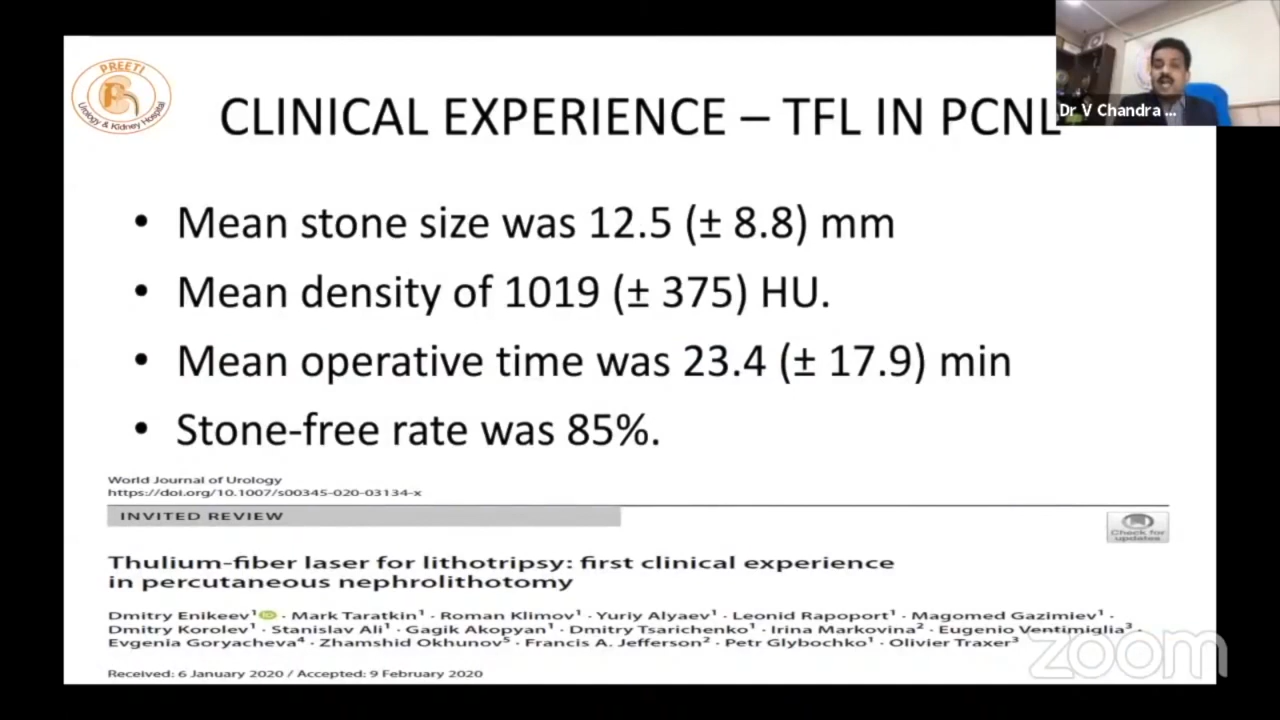 PREETI
Urology & Kidney Hospital
CLINICAL EXPERIENCE – TFL IN PCNL
Dr V Chandra ...
• Mean stone size was 12.5 (± 8.8) mm
• Mean density of 1019 (± 375) HU.
• Mean operative time was 23.4 (± 17.9) min
• Stone-free rate was 85%.
World Journal of Urology
https://doi.org/10.1007/s00345-020-03134-x
INVITED REVIEW
Check for
updates
Thulium-fiber laser for lithotripsy: first clinical experience
in percutaneous nephrolithotomy
Dmitry Enikeev¹ · Mark Taratkin¹ · Roman Klimov¹ · Yuriy Alyaev¹ · Leonid Rapoport¹ · Magomed Gazimiev¹ ·
Dmitry Korolev¹ · Stanislav Ali¹ · Gagik Akopyan¹ · Dmitry Tsarichenko¹ · Irina Markovina² · Eugenio Ventimiglia³ ·
Evgenia Goryacheva⁴ · Zhamshid Okhunov⁵ · Francis A. Jefferson² · Petr Glybochko¹ · Olivier Traxer³
Received: 6 January 2020 / Accepted: 9 February 2020
zoom